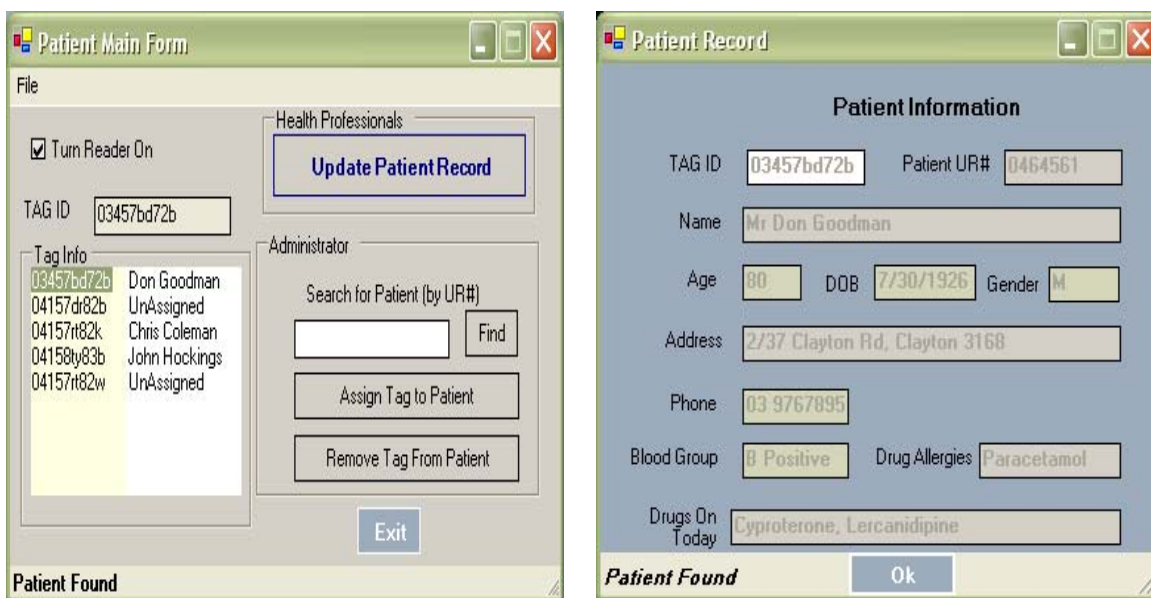 Patient Main Form
File
Turn Reader On
TAG ID 03457bd72b
Tag Info
03457bd72b Don Goodman
04157dr82b UnAssigned
04157rt82k Chris Coleman
04158ty83b John Hockings
04157rt82w UnAssigned
Health Professionals
Update Patient Record
Administrator
Search for Patient (by UR#)
Find
Assign Tag to Patient
Remove Tag From Patient
Exit
Patient Found
Patient Record
Patient Information
TAG ID 03457bd72b Patient UR# 0464561
Name Mr Don Goodman
Age 80 DOB 7/30/1926 Gender M
Address 2/37 Clayton Rd, Clayton 3168
Phone 03 9767895
Blood Group B Positive Drug Allergies Paracetamol
Drugs On
Today Cyproterone, Lercanidipine
Patient Found Ok